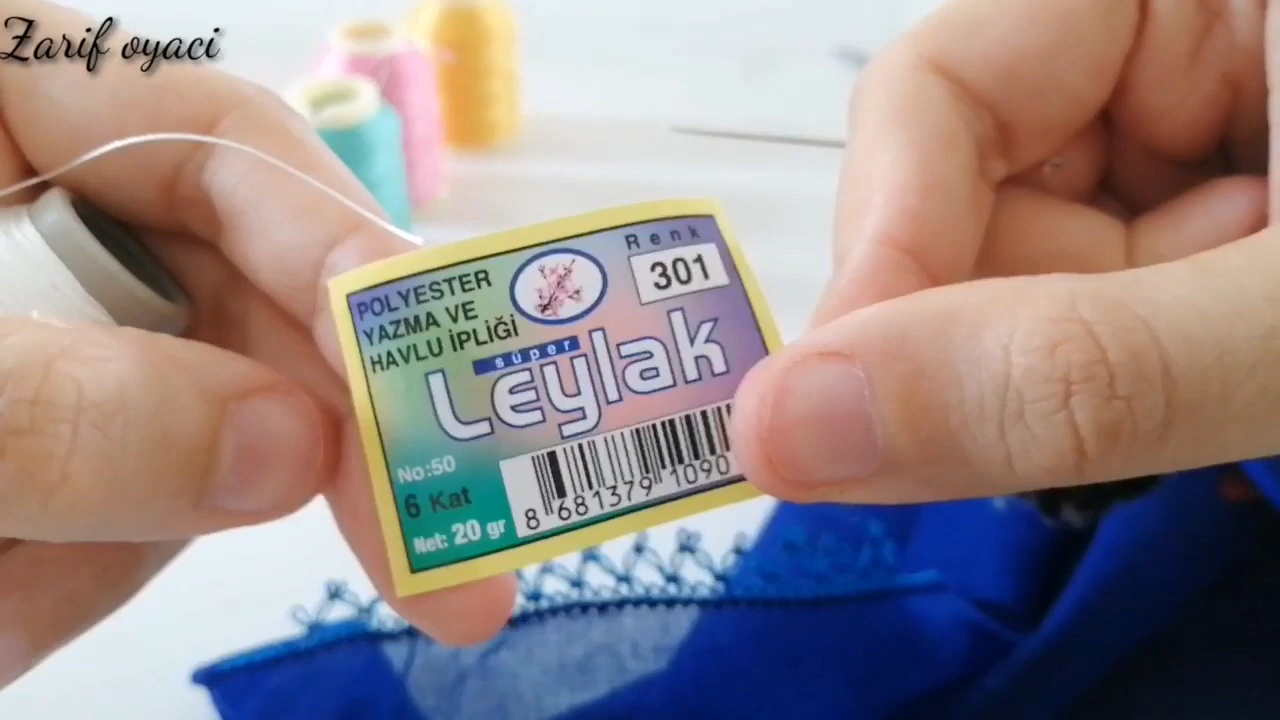 Zarif oyaci
POLYESTER
YAZMA VE
HAVLU İPLİĞİ
Renk
301
süper
Leylak
No:50
6 Kat
Net: 20 gr
8 681379 1090